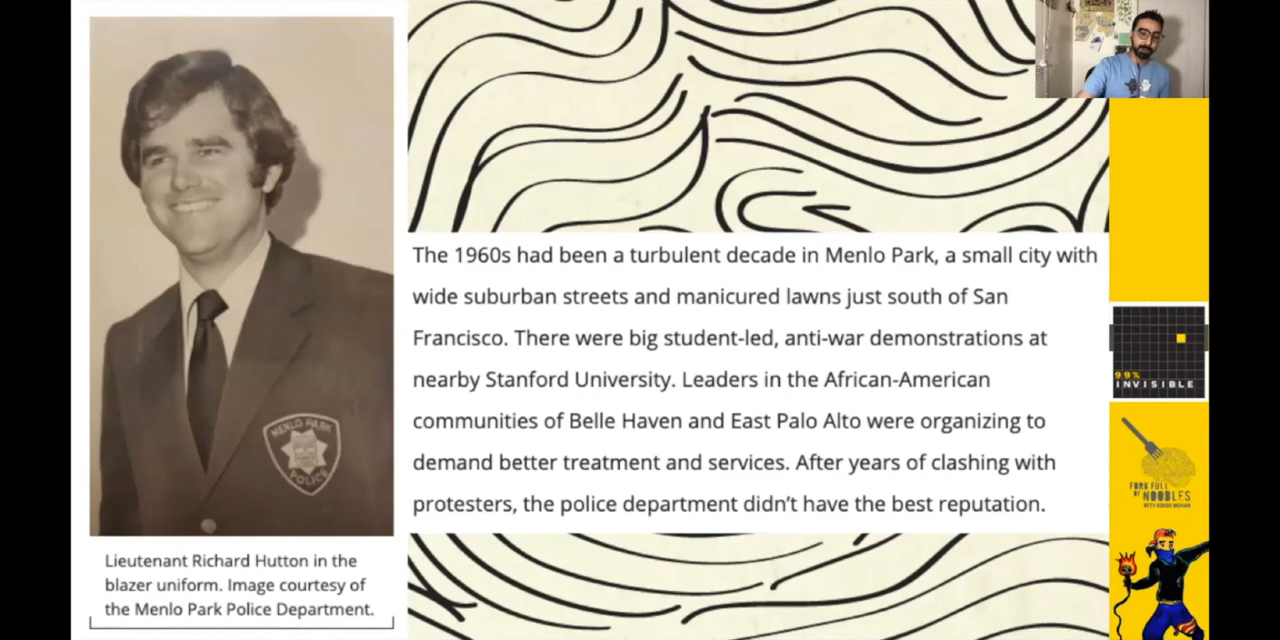 MENLO PARK
POLICE
Lieutenant Richard Hutton in the
blazer uniform. Image courtesy of
the Menlo Park Police Department.
The 1960s had been a turbulent decade in Menlo Park, a small city with
wide suburban streets and manicured lawns just south of San
Francisco. There were big student-led, anti-war demonstrations at
nearby Stanford University. Leaders in the African-American
communities of Belle Haven and East Palo Alto were organizing to
demand better treatment and services. After years of clashing with
protesters, the police department didn’t have the best reputation.
99%
INVISIBLE
FORK FULL
OF NOODLES